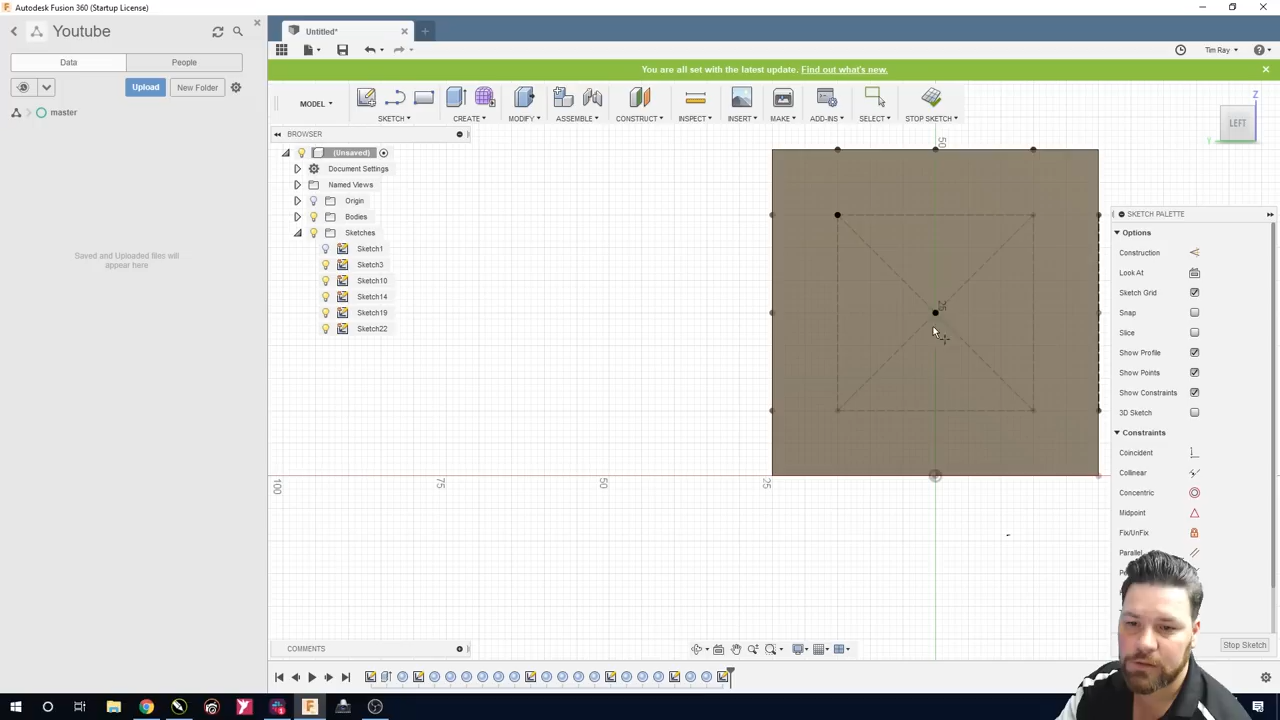 Autodesk Fusion 360 (Startup License)
Youtube
Data
People
Upload
New Folder
master
Saved and Uploaded files will
appear here
Untitled*
Tim Ray
You are all set with the latest update. Find out what's new.
MODEL
SKETCH
CREATE
MODIFY
ASSEMBLE
CONSTRUCT
INSPECT
INSERT
MAKE
ADD-INS
SELECT
STOP SKETCH
BROWSER
(Unsaved)
Document Settings
Named Views
Origin
Bodies
Sketches
Sketch1
Sketch3
Sketch10
Sketch14
Sketch19
Sketch22
Z
LEFT
Y
50
25
100
75
50
25
SKETCH PALETTE
Options
Construction
Look At
Sketch Grid
Snap
Slice
Show Profile
Show Points
Show Constraints
3D Sketch
Constraints
Coincident
Collinear
Concentric
Midpoint
Fix/UnFix
Parallel
Stop Sketch
COMMENTS